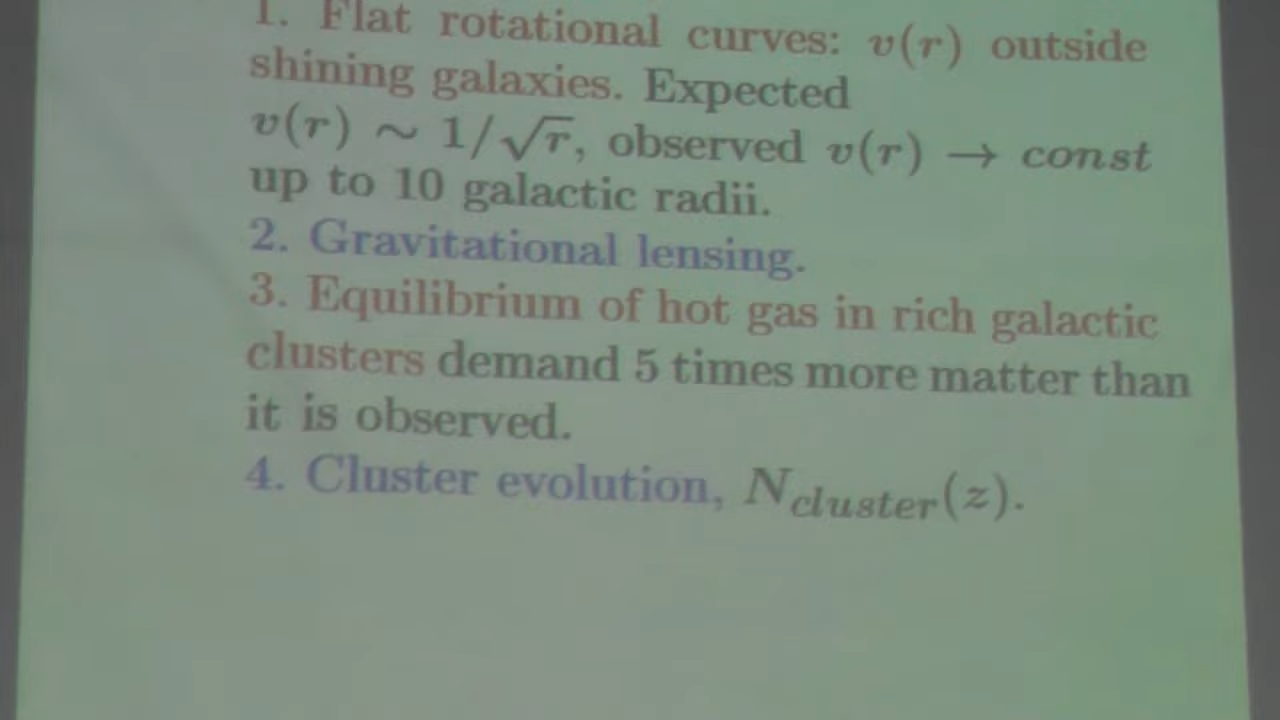 1. Flat rotational curves: v(r) outside
shining galaxies. Expected
v(r) ~ 1/√r, observed v(r) → const
up to 10 galactic radii.
2. Gravitational lensing.
3. Equilibrium of hot gas in rich galactic
clusters demand 5 times more matter than
it is observed.
4. Cluster evolution, N_cluster(z).